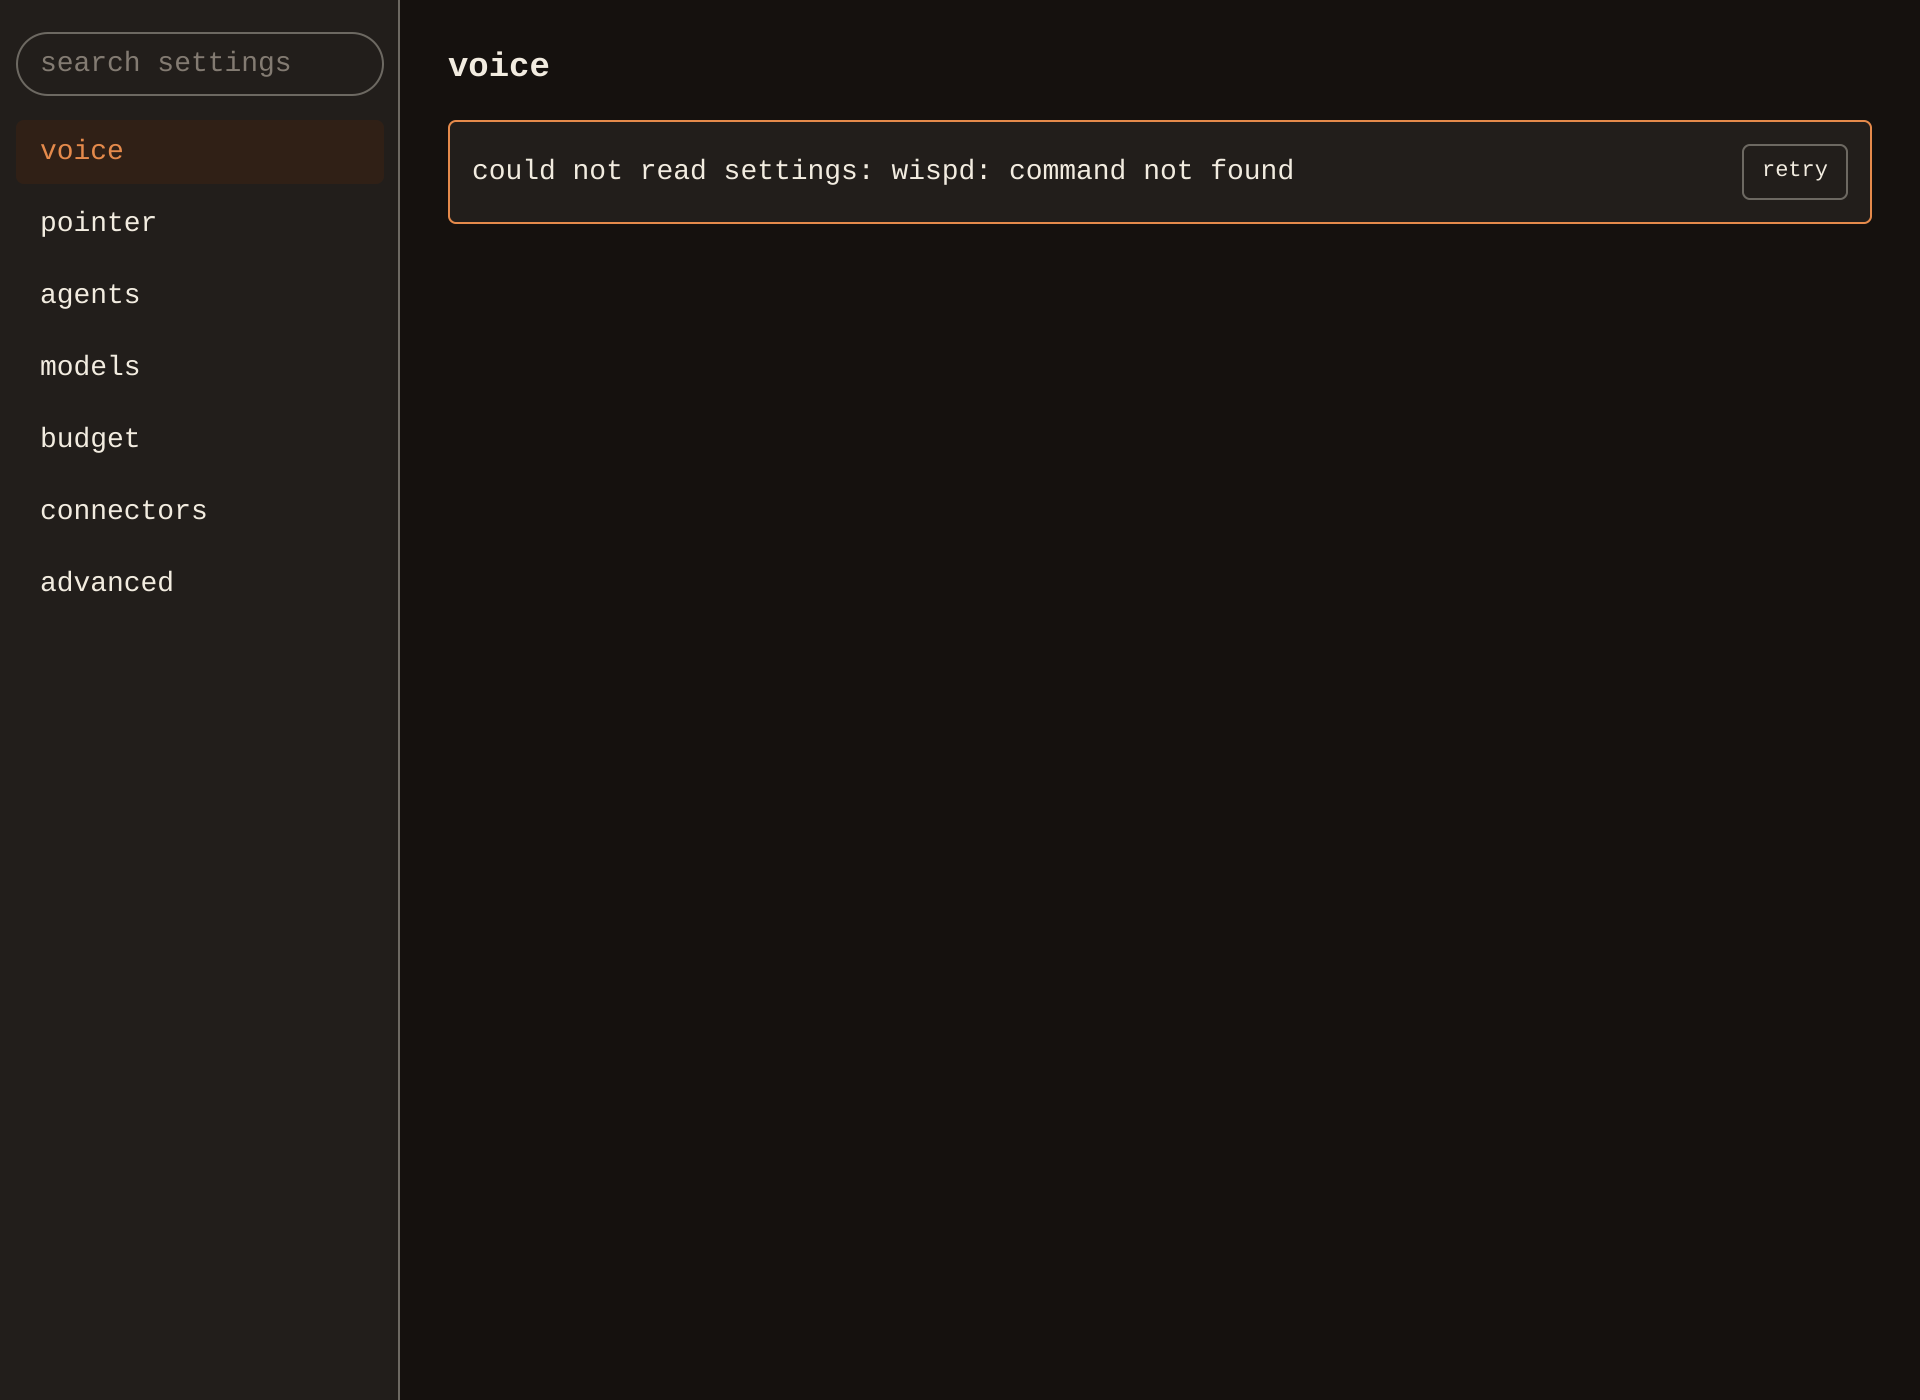 search settings
voice
pointer
agents
models
budget
connectors
advanced
voice
could not read settings: wispd: command not found
retry